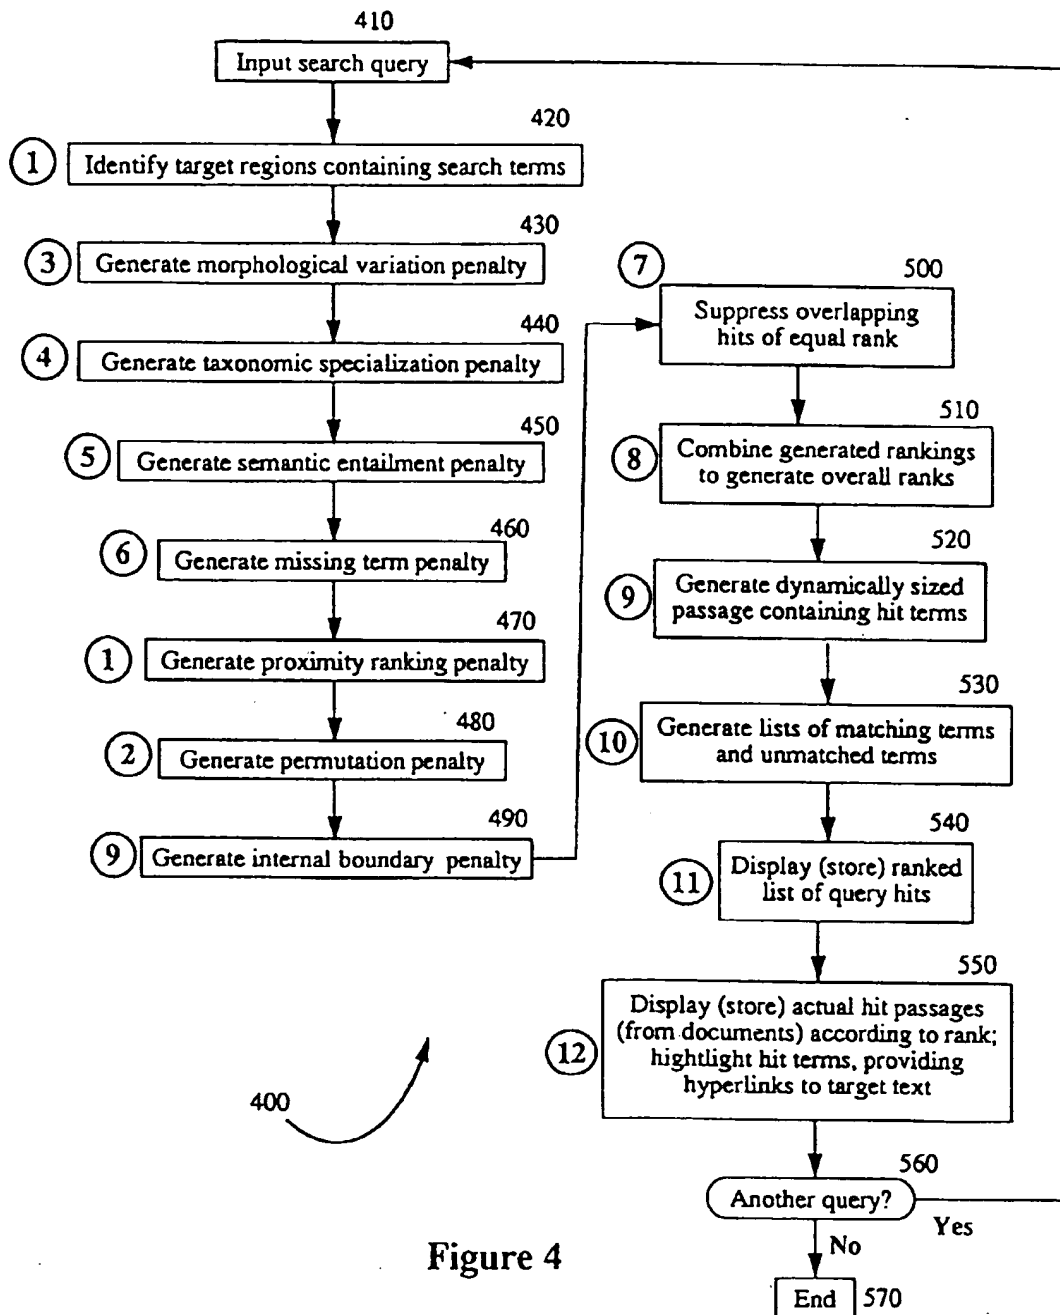 410
Input search query
420
1
Identify target regions containing search terms
430
3
Generate morphological variation penalty
440
4
Generate taxonomic specialization penalty
450
5
Generate semantic entailment penalty
460
6
Generate missing term penalty
470
1
Generate proximity ranking penalty
480
2
Generate permutation penalty
490
9
Generate internal boundary penalty
7
500
Suppress overlapping
hits of equal rank
510
8
Combine generated rankings
to generate overall ranks
520
9
Generate dynamically sized
passage containing hit terms
530
10
Generate lists of matching terms
and unmatched terms
540
11
Display (store) ranked
list of query hits
550
12
Display (store) actual hit passages
(from documents) according to rank;
hightlight hit terms, providing
hyperlinks to target text
400
560
Another query?
Yes
No
End
570
Figure 4